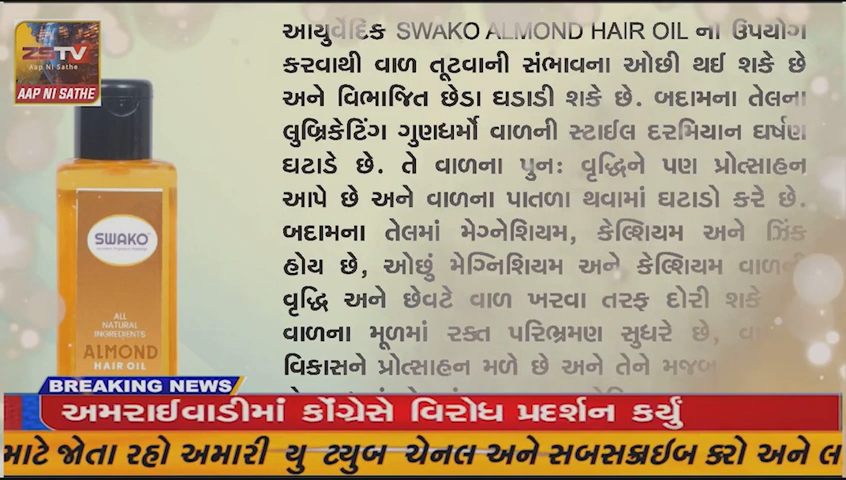 ZSTV
Aap Ni Sathe
AAP NI SATHE
આયુર્વેદિક SWAKO ALMOND HAIR OIL ના ઉપયોગ
કરવાથી વાળ તૂટવાની સંભાવના ઓછી થઈ શકે છે
અને વિભાજિત છેડા ઘડાડી શકે છે. બદામના તેલના
લુબ્રિકેટિંગ ગુણધર્મો વાળની સ્ટાઈલ દરમિયાન ઘર્ષણ
ઘટાડે છે. તે વાળના પુનઃ વૃદ્ધિને પણ પ્રોત્સાહન
આપે છે અને વાળના પાતળા થવામાં ઘટાડો કરે છે.
બદામના તેલમાં મેગ્નેશિયમ, કેલ્શિયમ અને ઝિંક
હોય છે, ઓછું મેગ્નિશિયમ અને કેલ્શિયમ વાળની
વૃદ્ધિ અને છેવટે વાળ ખરવા તરફ દોરી શકે
વાળના મૂળમાં રક્ત પરિભ્રમણ સુધરે છે,
વિકાસને પ્રોત્સાહન મળે છે અને તેને
SWAKO
ALL
NATURAL
INGREDIENTS
ALMOND
HAIR OIL
BREAKING NEWS
અમરાઈવાડીમાં કોંગ્રેસે વિરોધ પ્રદર્શન કર્યું
માટે જોતા રહો અમારી યુ ટ્યુબ ચેનલ અને સબસક્રાઈબ કરો અને લા